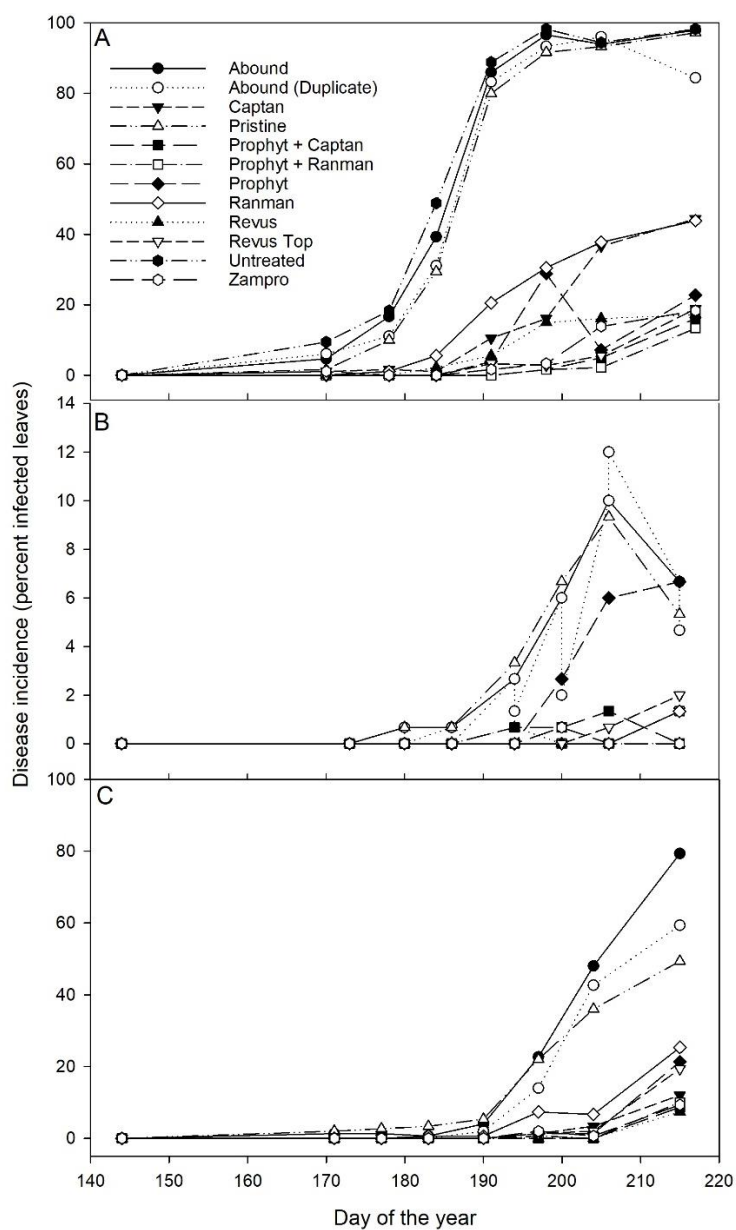 100
A
Abound
80
Abound (Duplicate)
Captan
Pristine
60
Prophyt + Captan
Prophyt + Ranman
Prophyt
40
Ranman
Revus
Revus Top
20
Untreated
Zampro
0
14
B
12
10
8
6
4
2
0
100
C
80
60
40
20
0
140 150 160 170 180 190 200 210 220
Disease incidence (percent infected leaves)
Day of the year